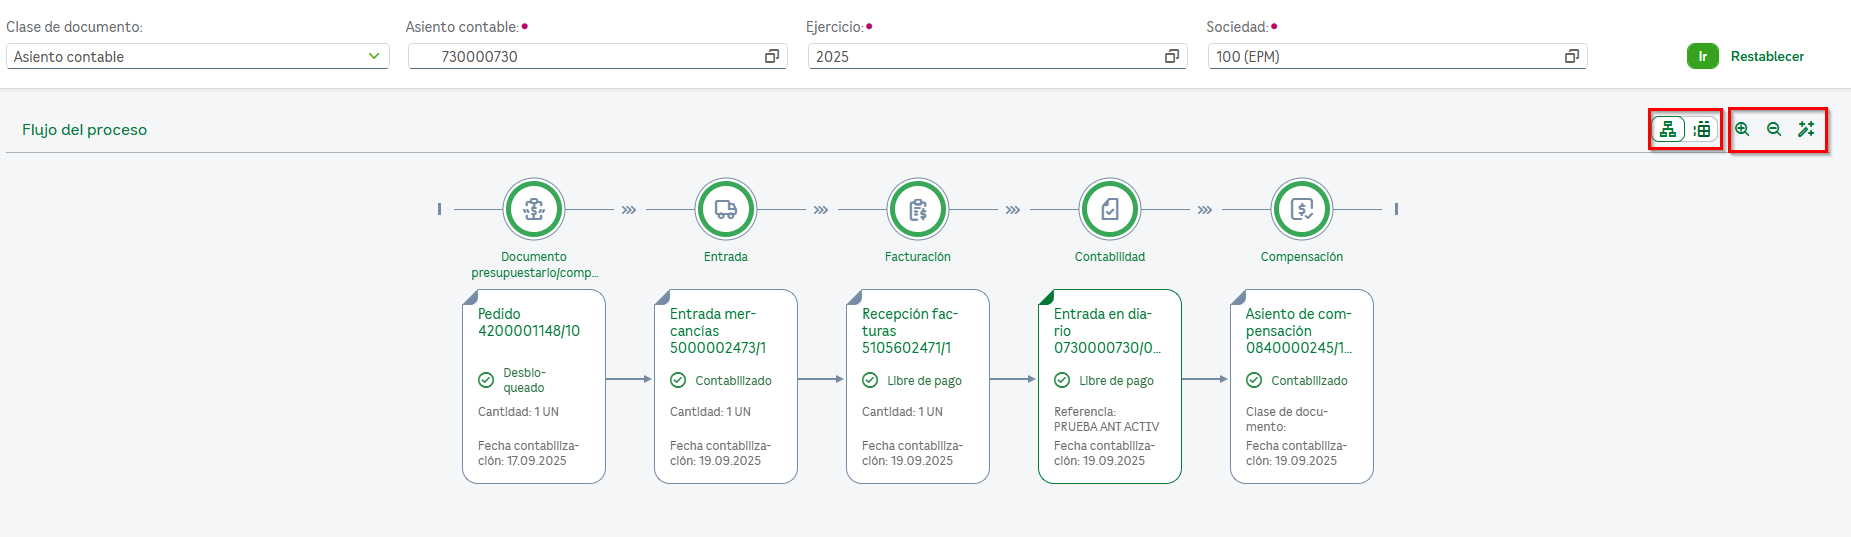 Clase de documento:
Asiento contable:
Ejercicio:
Sociedad:
Asiento contable
730000730
2025
100 (EPM)
Ir
Restablecer
Flujo del proceso
Documento
presupuestario/comp...
Entrada
Facturación
Contabilidad
Compensación
Pedido
4200001148/10
Desblo-
queado
Cantidad: 1 UN
Fecha contabiliza-
ción: 17.09.2025
Entrada mer-
cancías
5000002473/1
Contabilizado
Cantidad: 1 UN
Fecha contabiliza-
ción: 19.09.2025
Recepción fac-
turas
5105602471/1
Libre de pago
Cantidad: 1 UN
Fecha contabiliza-
ción: 19.09.2025
Entrada en dia-
rio
0730000730/0...
Libre de pago
Referencia:
PRUEBA ANT ACTIV
Fecha contabiliza-
ción: 19.09.2025
Asiento de com-
pensación
0840000245/1...
Contabilizado
Clase de docu-
mento:
Fecha contabiliza-
ción: 19.09.2025